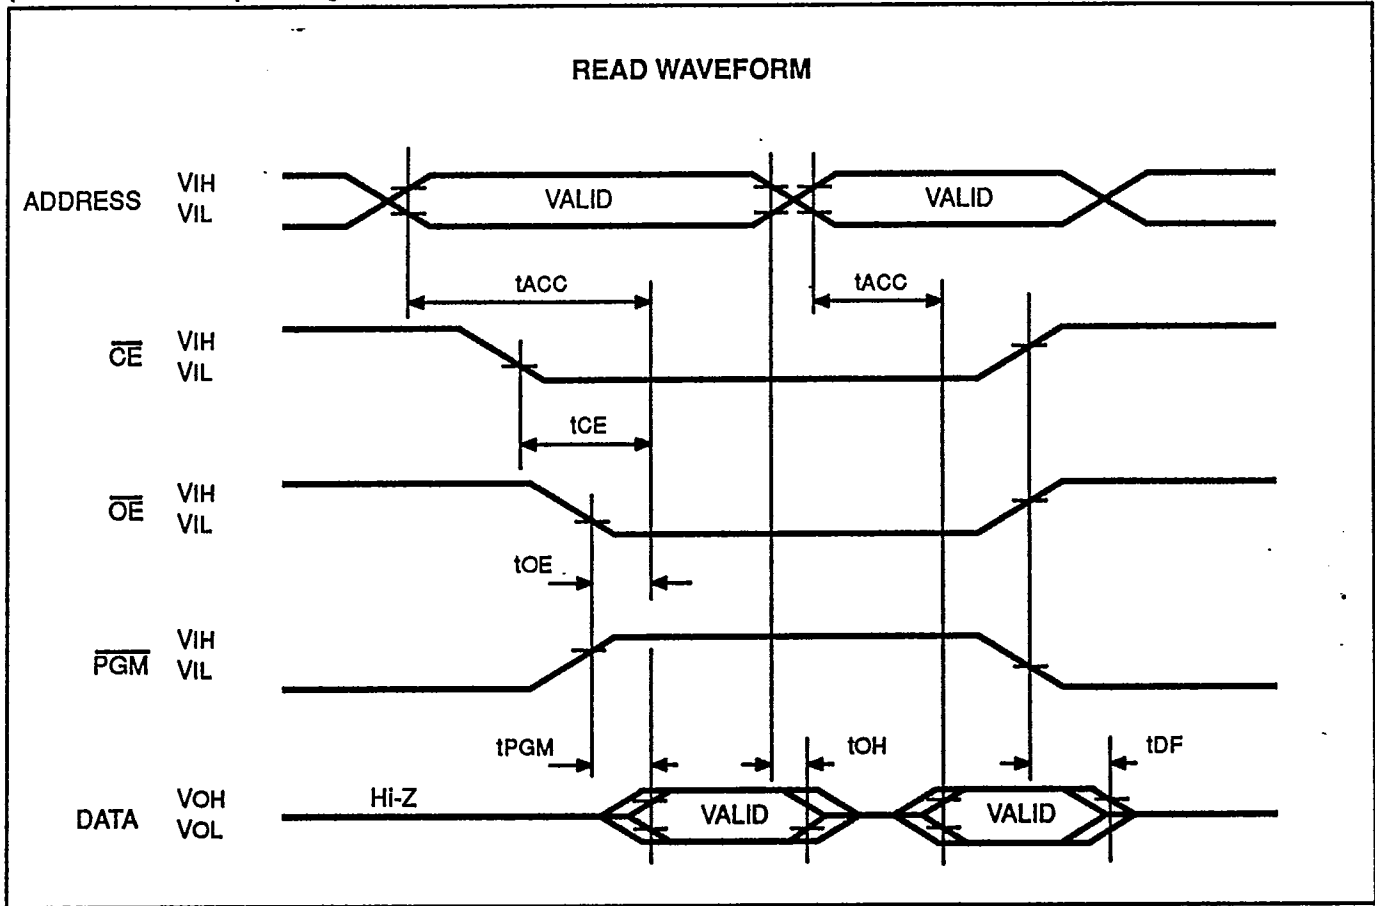 READ WAVEFORM
ADDRESS VIH VIL VALID VALID
tACC tACC
CE VIH VIL
tCE
OE VIH VIL
tOE
PGM VIH VIL
tPGM tOH tDF
DATA VOH VOL Hi-Z VALID VALID